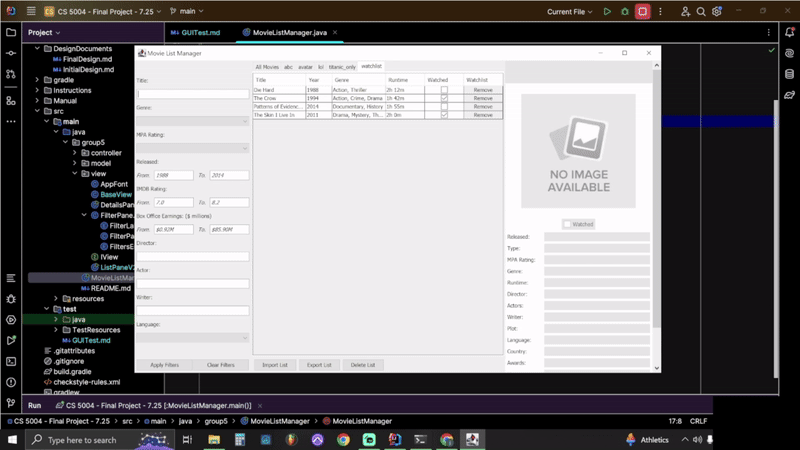 CS 5004 - Final Project - 7.25
main
Current File
Project
GUITest.md
MovieListManager.java
DesignDocuments
FinalDesign.md
InitialDesign.md
gradle
Instructions
Manual
src
main
java
group5
controller
model
view
AppFont
BaseView
DetailsPan
FilterPane
FilterLa
FilterPa
FiltersE
IView
ListPaneV
MovieListMan
README.md
resources
test
java
TestResources
GUITest.md
.gitattributes
.gitignore
build.gradle
checkstyle-rules.xml
gradlew
Movie List Manager
Title:
Genre:
MPA Rating:
Released:
From: 1988 To: 2014
IMDB Rating:
From: 7.0 To: 8.2
Box Office Earnings: ($ millions)
From: $0.92M To: $85.90M
Director:
Actor:
Writer:
Language:
Apply Filters Clear Filters
All Movies abc avatar lol titanic_only watchlist
Title Year Genre Runtime Watched Watchlist
Die Hard 1988 Action, Thriller 2h 12m Remove
The Crow 1994 Action, Crime, Drama 1h 42m Remove
Patterns of Evidenc... 2014 Documentary, History 1h 55m Remove
The Skin I Live In 2011 Drama, Mystery, Th... 2h 0m Remove
Import List Export List Delete List
NO IMAGE
AVAILABLE
Watched
Released:
Type:
MPA Rating:
Genre:
Runtime:
Director:
Actors:
Writer:
Plot:
Language:
Country:
Awards:
Run CS 5004 - Final Project - 7.25 [:MovieListManager.main()]
CS 5004 - Final Project - 7.25 src main java group5 MovieListManager MovieListManager
17:8 CRLF
Type here to search
Athletics